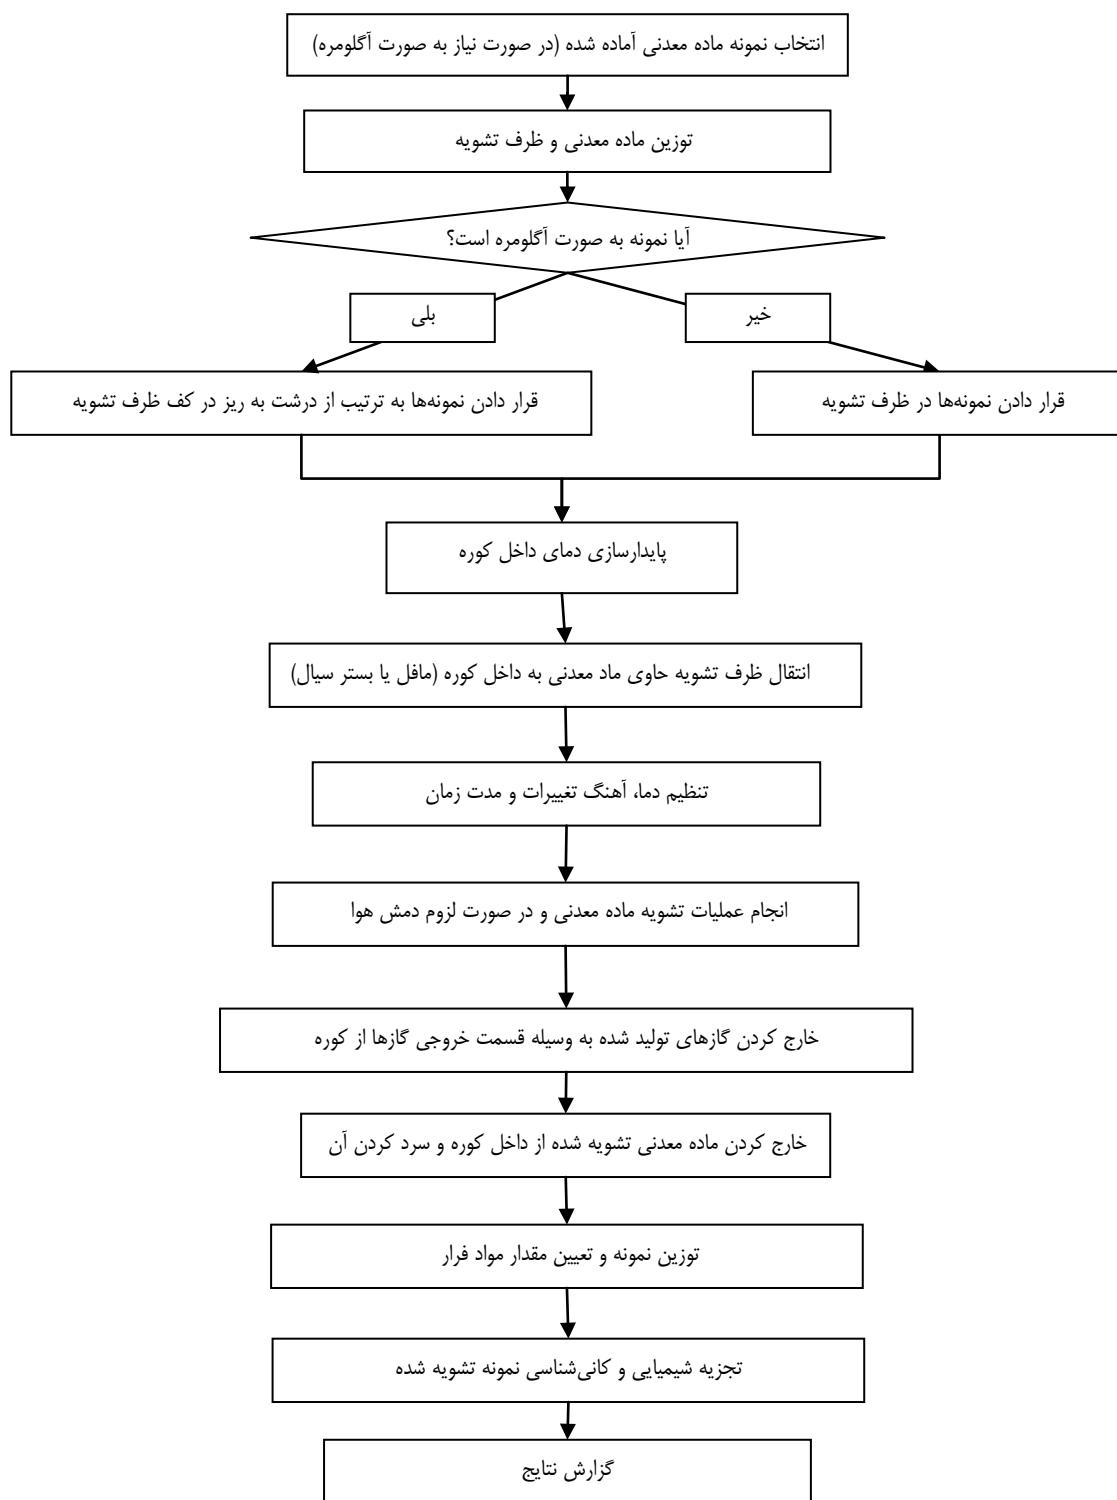 انتخاب نمونه ماده معدنی آماده شده (در صورت نیاز به صورت آگلومره)
توزین ماده معدنی و ظرف تشویه
آیا نمونه به صورت آگلومره است؟
خیر
بلی
قرار دادن نمونه‌ها در ظرف تشویه
قرار دادن نمونه‌ها به ترتیب از درشت به ریز در کف ظرف تشویه
پایدارسازی دمای داخل کوره
انتقال ظرف تشویه حاوی ماد معدنی به داخل کوره (مافل یا بستر سیال)
تنظیم دما، آهنگ تغییرات و مدت زمان
انجام عملیات تشویه ماده معدنی و در صورت لزوم دمش هوا
خارج کردن گازهای تولید شده به وسیله قسمت خروجی گازها از کوره
خارج کردن ماده معدنی تشویه شده از داخل کوره و سرد کردن آن
توزین نمونه و تعیین مقدار مواد فرار
تجزیه شیمیایی و کانی‌شناسی نمونه تشویه شده
گزارش نتایج